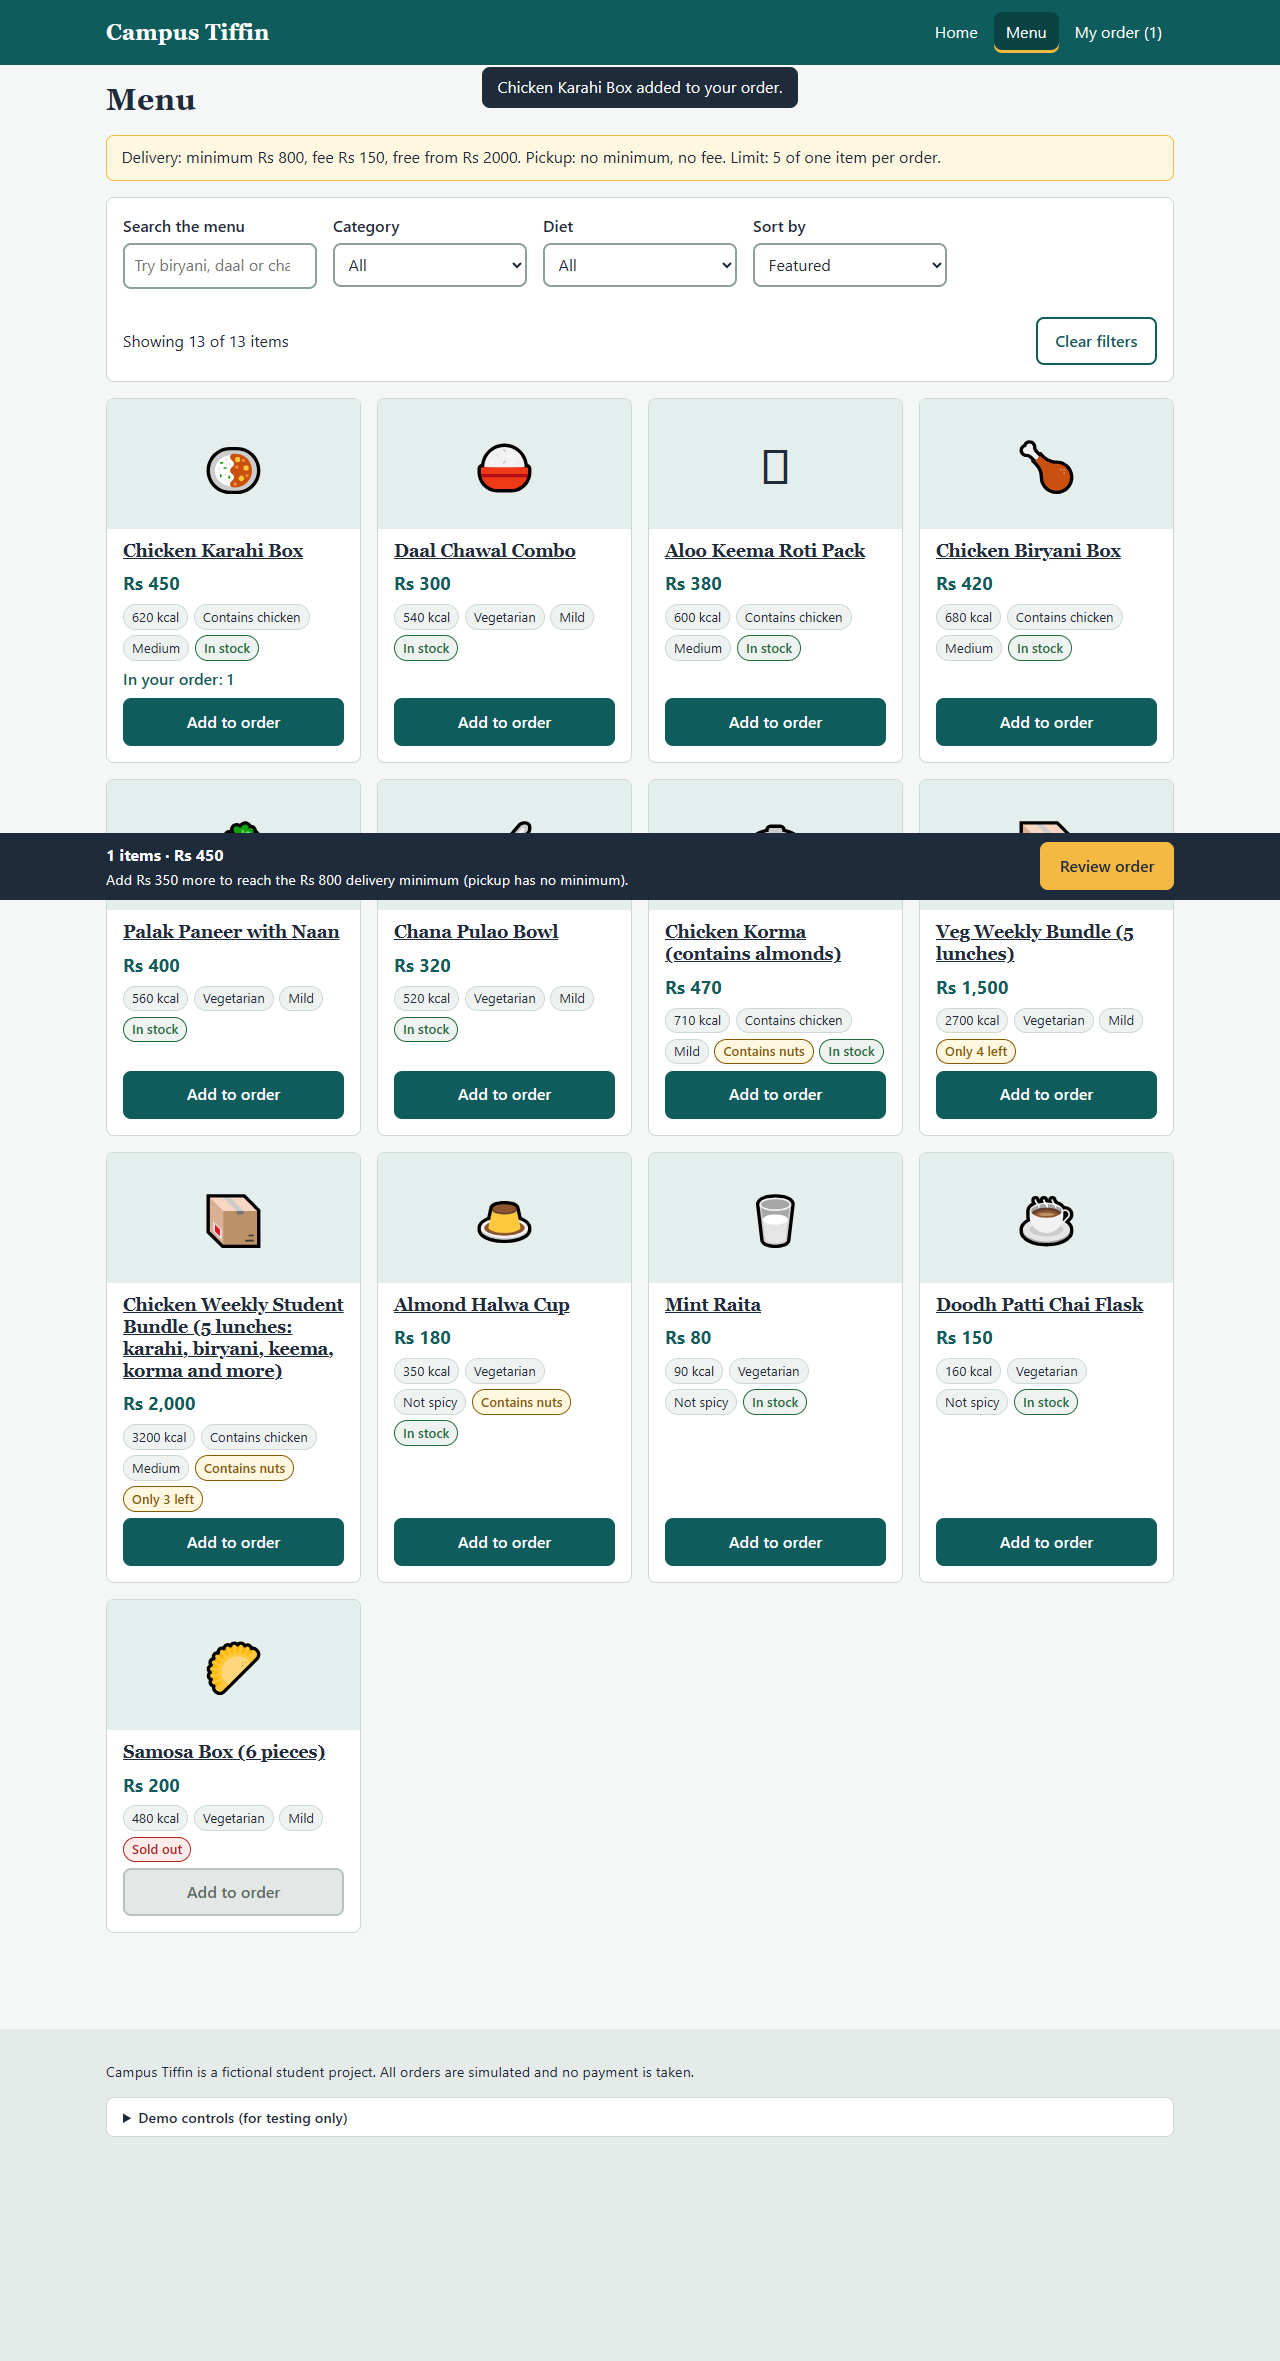 Campus Tiffin
Home
Menu
My order (1)
Chicken Karahi Box added to your order.
Menu
Delivery: minimum Rs 800, fee Rs 150, free from Rs 2000. Pickup: no minimum, no fee. Limit: 5 of one item per order.
Search the menu
Category
Diet
Sort by
Try biryani, daal or cha
All
All
Featured
Showing 13 of 13 items
Clear filters
Chicken Karahi Box
Rs 450
620 kcal
Contains chicken
Medium
In stock
In your order: 1
Add to order
Daal Chawal Combo
Rs 300
540 kcal
Vegetarian
Mild
In stock
Add to order
Aloo Keema Roti Pack
Rs 380
600 kcal
Contains chicken
Medium
In stock
Add to order
Chicken Biryani Box
Rs 420
680 kcal
Contains chicken
Medium
In stock
Add to order
1 items · Rs 450
Add Rs 350 more to reach the Rs 800 delivery minimum (pickup has no minimum).
Review order
Palak Paneer with Naan
Rs 400
560 kcal
Vegetarian
Mild
In stock
Add to order
Chana Pulao Bowl
Rs 320
520 kcal
Vegetarian
Mild
In stock
Add to order
Chicken Korma
(contains almonds)
Rs 470
710 kcal
Contains chicken
Mild
Contains nuts
In stock
Add to order
Veg Weekly Bundle (5
lunches)
Rs 1,500
2700 kcal
Vegetarian
Mild
Only 4 left
Add to order
Chicken Weekly Student
Bundle (5 lunches:
karahi, biryani, keema,
korma and more)
Rs 2,000
3200 kcal
Contains chicken
Medium
Contains nuts
Only 3 left
Add to order
Almond Halwa Cup
Rs 180
350 kcal
Vegetarian
Not spicy
Contains nuts
In stock
Add to order
Mint Raita
Rs 80
90 kcal
Vegetarian
Not spicy
In stock
Add to order
Doodh Patti Chai Flask
Rs 150
160 kcal
Vegetarian
Not spicy
In stock
Add to order
Samosa Box (6 pieces)
Rs 200
480 kcal
Vegetarian
Mild
Sold out
Add to order
Campus Tiffin is a fictional student project. All orders are simulated and no payment is taken.
Demo controls (for testing only)